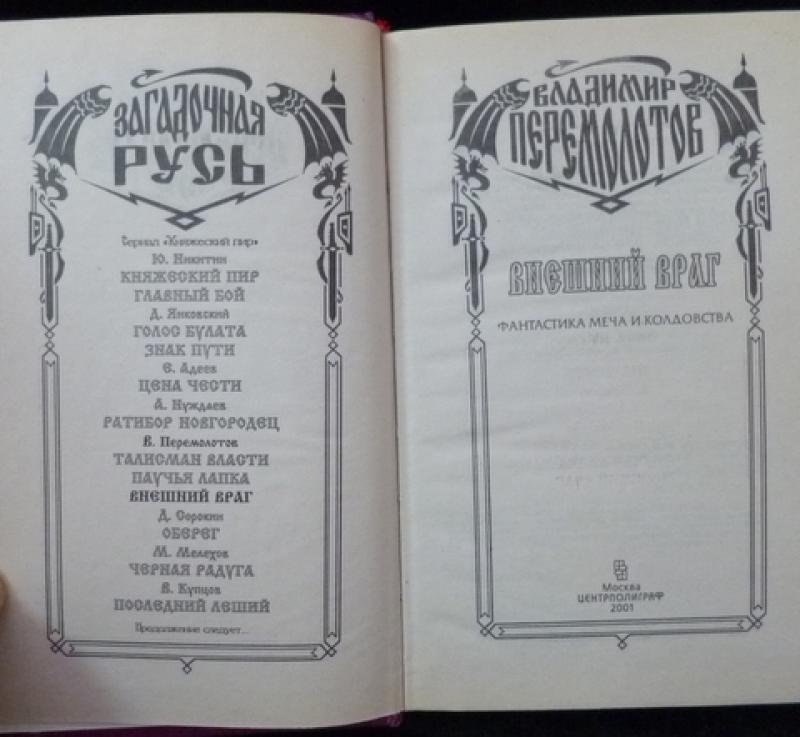 ЗАГАДОЧНАЯ
РУСЬ
Сериал «Княжеский пир»
Ю. Никитин
КНЯЖЕСКИЙ ПИР
ГЛАВНЫЙ БОЙ
Д. Янковский
ГОЛОС БУЛАТА
ЗНАК ПУТИ
Е. Адеев
ЦЕНА ЧЕСТИ
А. Нуждаев
РАТИБОР НОВГОРОДЕЦ
В. Перемолотов
ТАЛИСМАН ВЛАСТИ
ПАУЧЬЯ ЛАПКА
ВНЕШНИЙ ВРАГ
Д. Сорокин
ОБЕРЕГ
М. Мелехов
ЧЕРНАЯ РАДУГА
В. Купцов
ПОСЛЕДНИЙ ЛЕШИЙ
Продолжение следует...
ВЛАДИМИР
ПЕРЕМОЛОТОВ
ВНЕШНИЙ ВРАГ
ФАНТАСТИКА МЕЧА И КОЛДОВСТВА
Москва
ЦЕНТРПОЛИГРАФ
2001